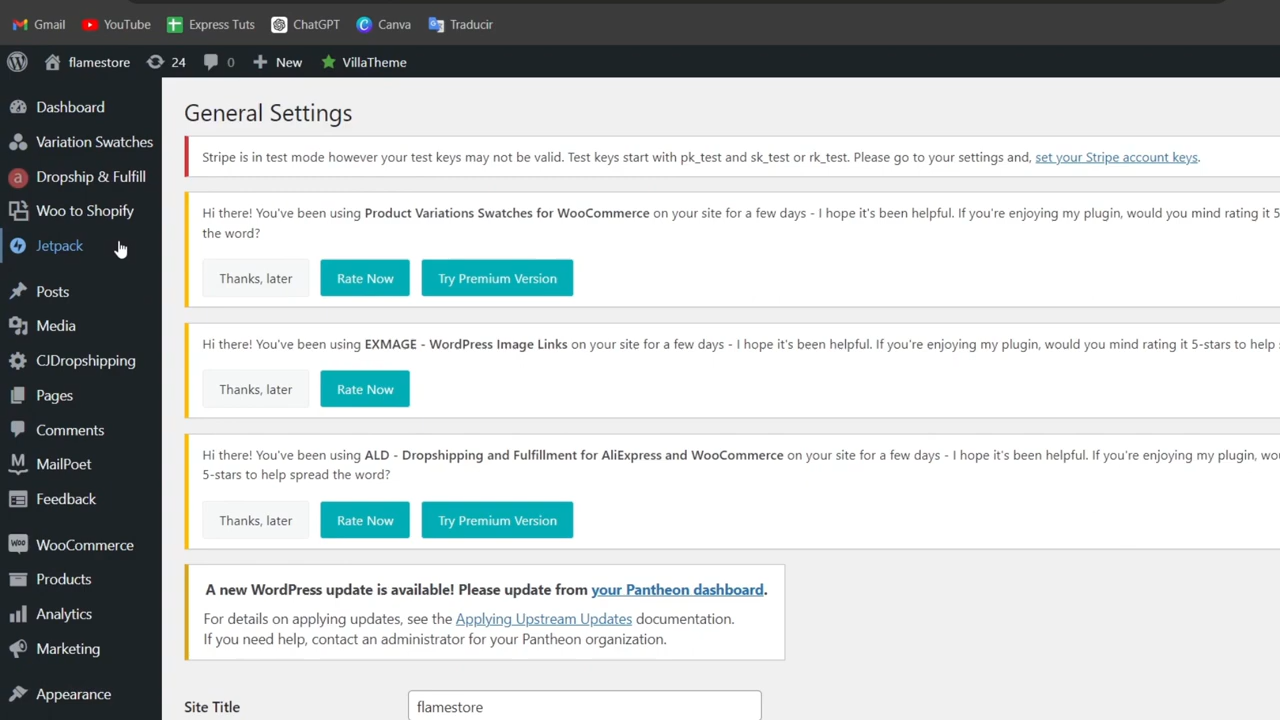 Gmail YouTube Express Tuts ChatGPT Canva Traducir
flamestore 24 0 New VillaTheme
Dashboard
Variation Swatches
Dropship & Fulfill
Woo to Shopify
Jetpack
Posts
Media
CJDropshipping
Pages
Comments
MailPoet
Feedback
WooCommerce
Products
Analytics
Marketing
Appearance
General Settings
Stripe is in test mode however your test keys may not be valid. Test keys start with pk_test and sk_test or rk_test. Please go to your settings and, set your Stripe account keys.
Hi there! You've been using Product Variations Swatches for WooCommerce on your site for a few days - I hope it's been helpful. If you're enjoying my plugin, would you mind rating it 5
the word?
Thanks, later Rate Now Try Premium Version
Hi there! You've been using EXMAGE - WordPress Image Links on your site for a few days - I hope it's been helpful. If you're enjoying my plugin, would you mind rating it 5-stars to help
Thanks, later Rate Now
Hi there! You've been using ALD - Dropshipping and Fulfillment for AliExpress and WooCommerce on your site for a few days - I hope it's been helpful. If you're enjoying my plugin, wo
5-stars to help spread the word?
Thanks, later Rate Now Try Premium Version
A new WordPress update is available! Please update from your Pantheon dashboard.
For details on applying updates, see the Applying Upstream Updates documentation.
If you need help, contact an administrator for your Pantheon organization.
Site Title flamestore